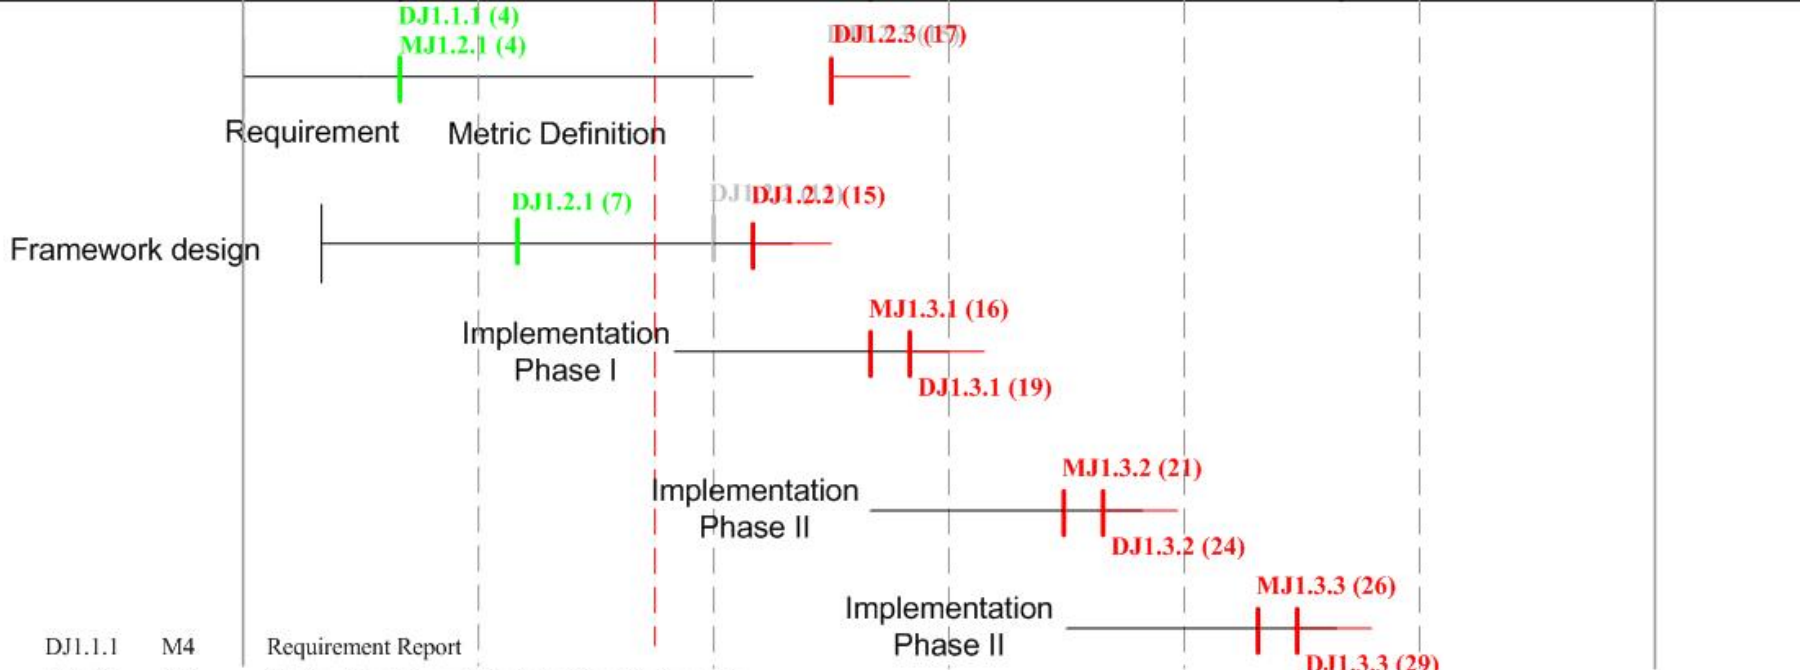 DJ1.1.1 (4)
MJ1.2.1 (4)
DJ1.2.3 (17)
Requirement
Metric Definition
DJ1.2.1 (7)
DJ1.2.2 (15)
Framework design
MJ1.3.1 (16)
Implementation
Phase I
DJ1.3.1 (19)
MJ1.3.2 (21)
Implementation
Phase II
DJ1.3.2 (24)
MJ1.3.3 (26)
Implementation
Phase II
DJ1.3.3 (29)
DJ1.1.1 M4 Requirement Report